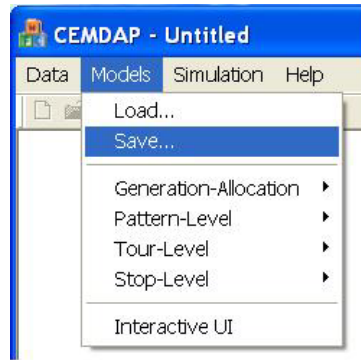 CEMDAP - Untitled
Data Models Simulation Help
Load...
Save...
Generation-Allocation
Pattern-Level
Tour-Level
Stop-Level
Interactive UI